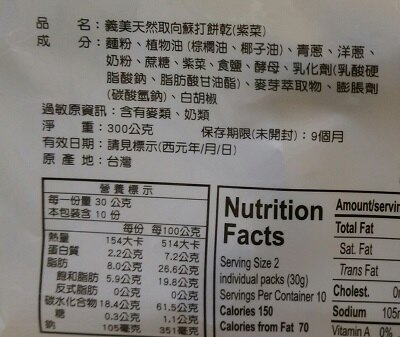 品　　名：義美天然取向蘇打餅乾(紫菜)
成　　分：麵粉、植物油(棕櫚油、椰子油)、青蔥、洋蔥、
奶粉、蔗糖、紫菜、食鹽、酵母、乳化劑(乳酸硬
脂酸鈉、脂肪酸甘油酯)、麥芽萃取物、膨脹劑
(碳酸氫鈉)、白胡椒
過敏原資訊：含有麥類、奶類
淨　　重：300公克　　保存期限(未開封)：9個月
有效日期：請見標示(西元年/月/日)
原 產 地：台灣
營養標示
每一份量 30 公克
本包裝含 10 份
每份 每100公克
熱量 154大卡 514大卡
蛋白質 2.2公克 7.2公克
脂肪 8.0公克 26.6公克
飽和脂肪 5.9公克 19.8公克
反式脂肪 0公克 0公克
碳水化合物 18.4公克 61.5公克
糖 0.3公克 1.1公克
鈉 105毫克 351毫克
Nutrition
Facts
Serving Size 2
individual packs (30g)
Servings Per Container 10
Calories 150
Calories from Fat 70
Amount/servin
Total Fat
Sat. Fat
Trans Fat
Cholest.
Sodium 105m
Vitamin A 0%